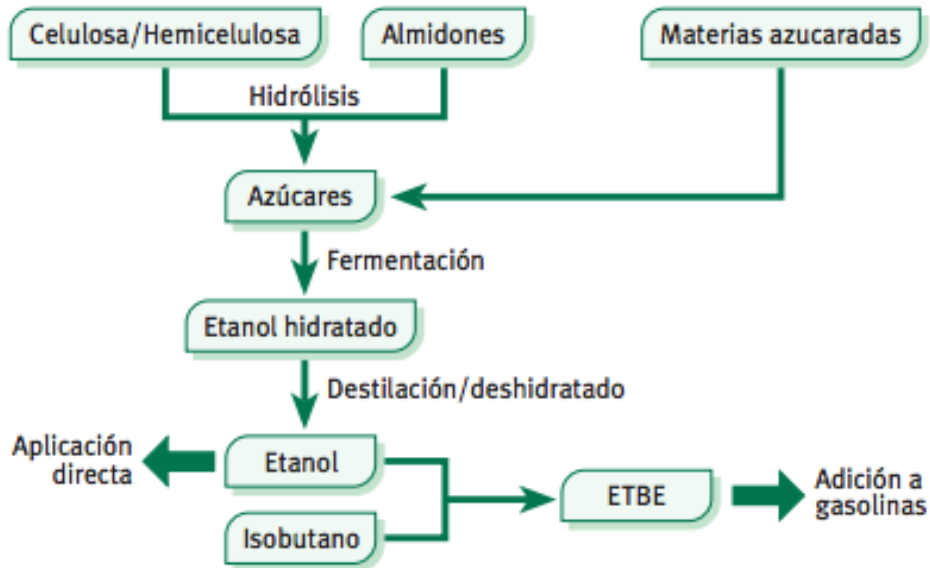 Celulosa/Hemicelulosa
Almidones
Materias azucaradas
Hidrólisis
Azúcares
Fermentación
Etanol hidratado
Destilación/deshidratado
Aplicación
directa
Etanol
Isobutano
ETBE
Adición a
gasolinas